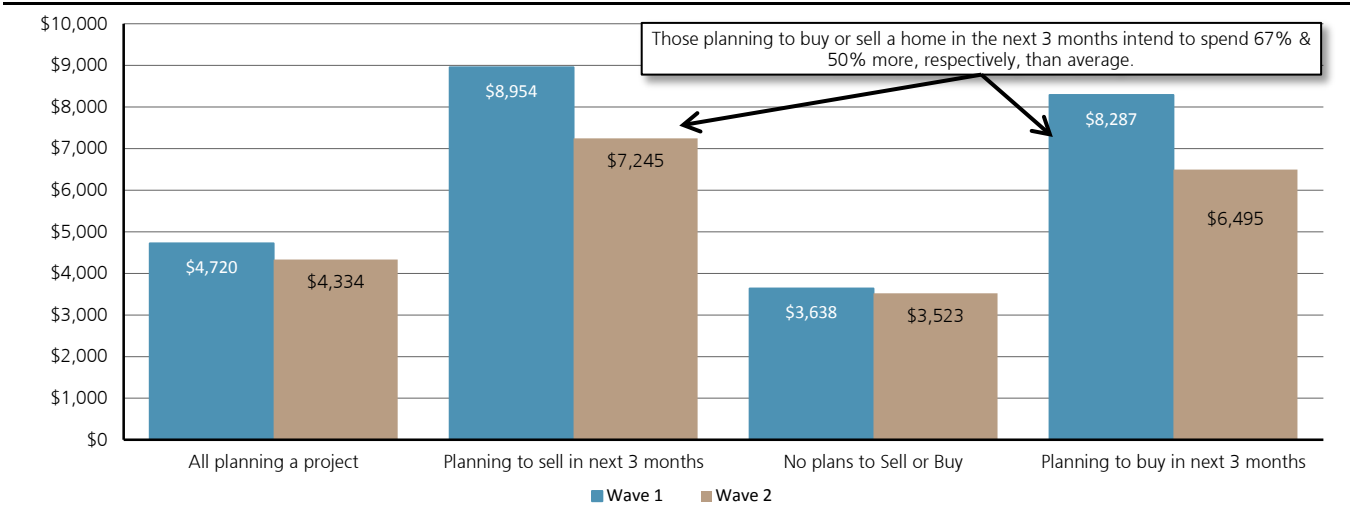 $10,000
$9,000
$8,000
$7,000
$6,000
$5,000
$4,000
$3,000
$2,000
$1,000
$0
Those planning to buy or sell a home in the next 3 months intend to spend 67% &
50% more, respectively, than average.
$4,720
$4,334
$8,954
$7,245
$3,638
$3,523
$8,287
$6,495
All planning a project
Planning to sell in next 3 months
No plans to Sell or Buy
Planning to buy in next 3 months
Wave 1
Wave 2